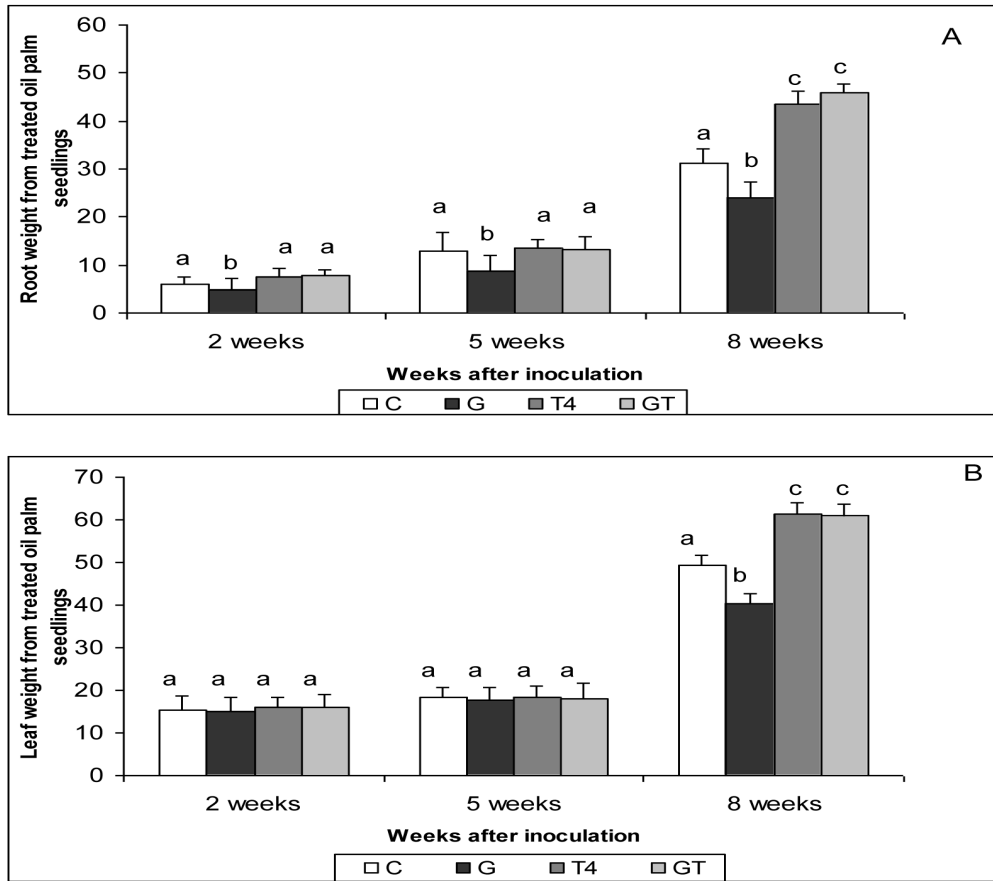 A
60
50
40
30
20
10
0
Root weight from treated oil palm
seedlings
a b a a
a b a a
a b c c
2 weeks 5 weeks 8 weeks
Weeks after inoculation
C G T4 GT
B
70
60
50
40
30
20
10
0
Leaf weight from treated oil palm
seedlings
a a a a
a a a a
a b c c
2 weeks 5 weeks 8 weeks
Weeks after inoculation
C G T4 GT